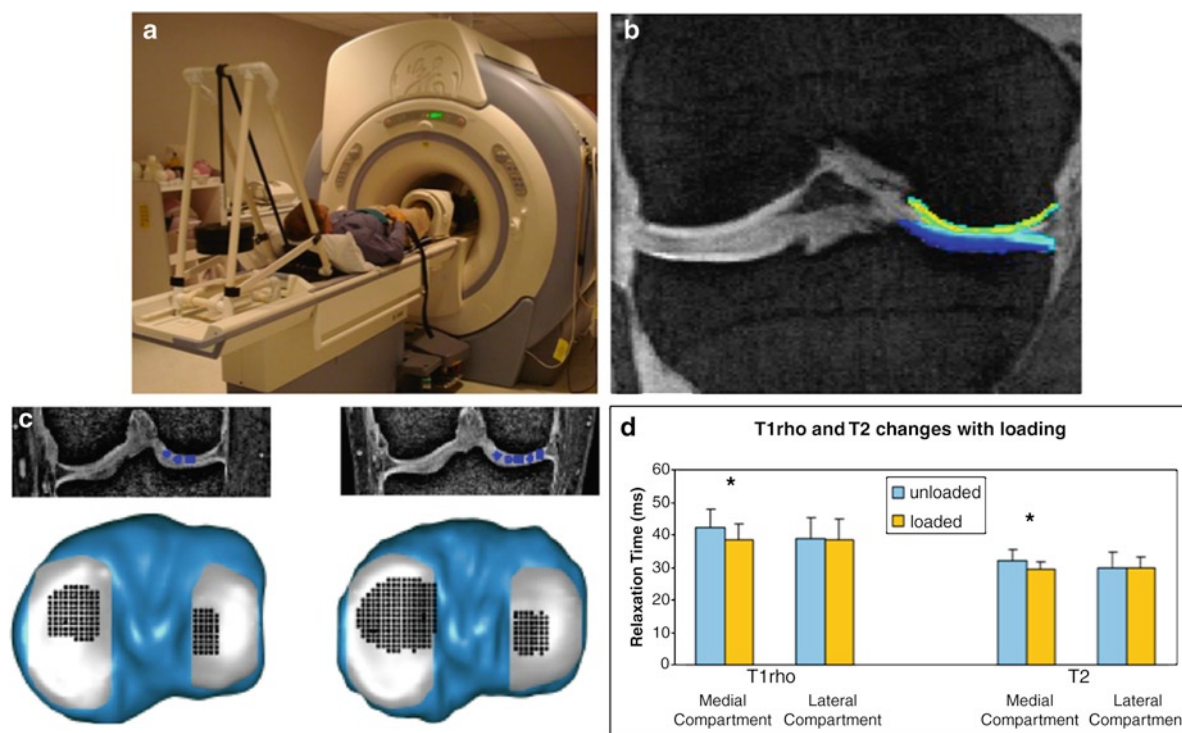 a
b
c
d
T1rho and T2 changes with loading
60
50
40
30
20
10
0
Relaxation Time (ms)
*
*
unloaded
loaded
T1rho
T2
Medial
Compartment
Lateral
Compartment
Medial
Compartment
Lateral
Compartment